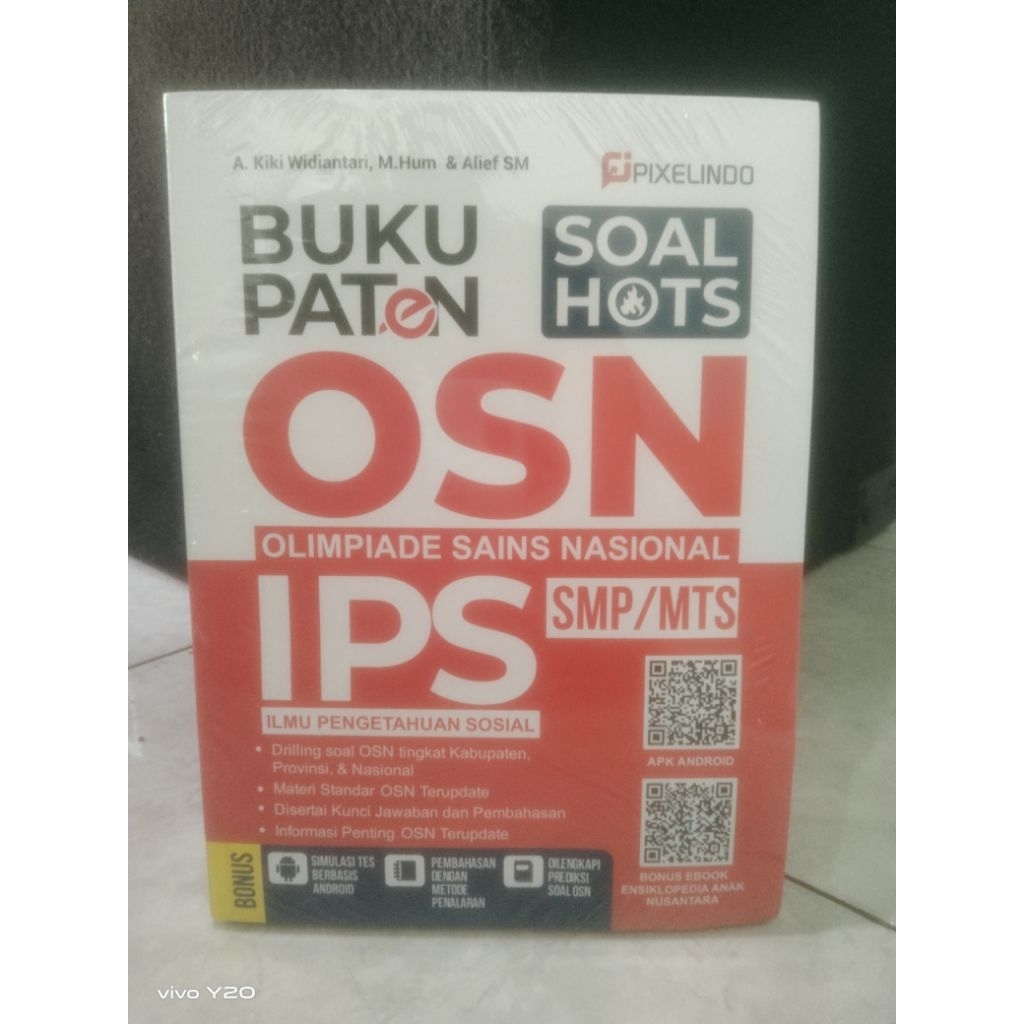 A. Kiki Widiantari, M.Hum & Alief SM
PIXELINDO
BUKU
PATeN
SOAL
HOTS
OSN
OLIMPIADE SAINS NASIONAL
IPS
SMP/MTS
ILMU PENGETAHUAN SOSIAL
• Drilling soal OSN tingkat Kabupaten,
Provinsi, & Nasional
• Materi Standar OSN Terupdate
• Disertai Kunci Jawaban dan Pembahasan
• Informasi Penting OSN Terupdate
APK ANDROID
BONUS EBOOK
ENSIKLOPEDIA ANAK
NUSANTARA
BONUS
SIMULASI TES
BERBASIS
ANDROID
PEMBAHASAN
DENGAN
METODE
PENALARAN
DILENGKAPI
PREDIKSI
SOAL OSN
vivo Y20